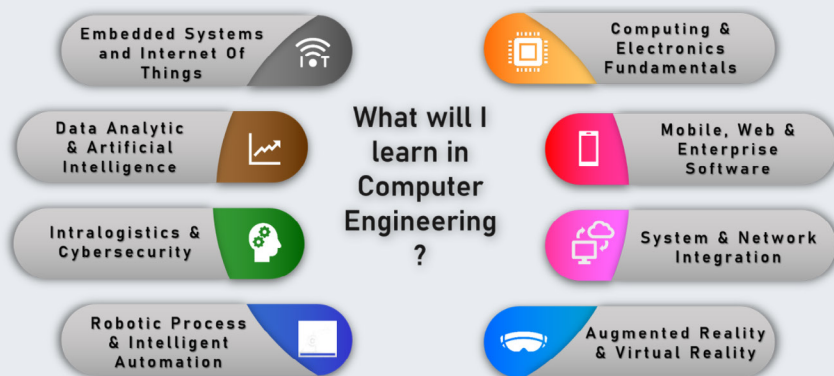 Embedded Systems
and Internet Of
Things
IoT
Computing &
Electronics
Fundamentals
What will I
learn in
Computer
Engineering
?
Data Analytic
& Artificial
Intelligence
Mobile, Web &
Enterprise
Software
Intralogistics &
Cybersecurity
System & Network
Integration
Robotic Process
& Intelligent
Automation
Augmented Reality
& Virtual Reality